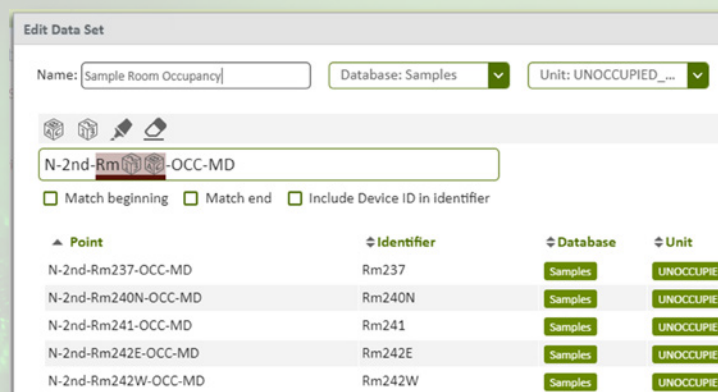 Edit Data Set
Name: Sample Room Occupancy Database: Samples Unit: UNOCCUPIED_...
N-2nd-Rm -OCC-MD
Match beginning Match end Include Device ID in identifier
Point Identifier Database Unit
N-2nd-Rm237-OCC-MD Rm237 Samples UNOCCUPIE
N-2nd-Rm240N-OCC-MD Rm240N Samples UNOCCUPIE
N-2nd-Rm241-OCC-MD Rm241 Samples UNOCCUPIE
N-2nd-Rm242E-OCC-MD Rm242E Samples UNOCCUPIE
N-2nd-Rm242W-OCC-MD Rm242W Samples UNOCCUPIE